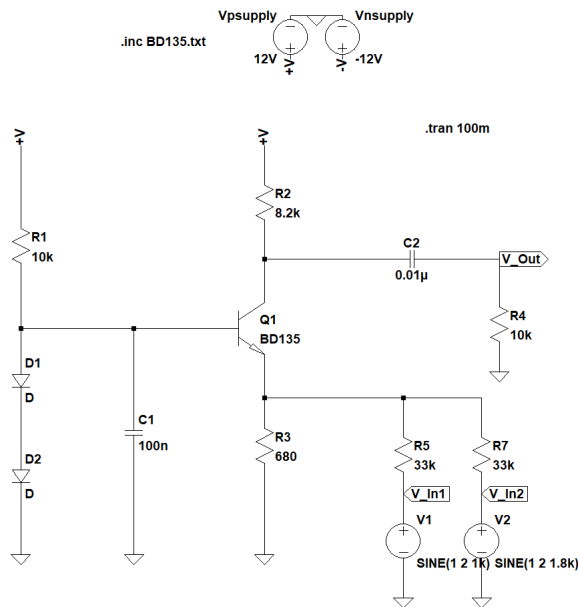 Vpsupply Vnsupply
.inc BD135.txt
12V -12V
+V -V
.tran 100m
+V +V
R2
8.2k
R1
10k
C2
0.01µ
V_Out
Q1
BD135
R4
10k
D1
D
C1
100n
R3
680
R5
33k
R7
33k
D2
D
V_In1 V_In2
V1 V2
SINE(1 2 1k) SINE(1 2 1.8k)